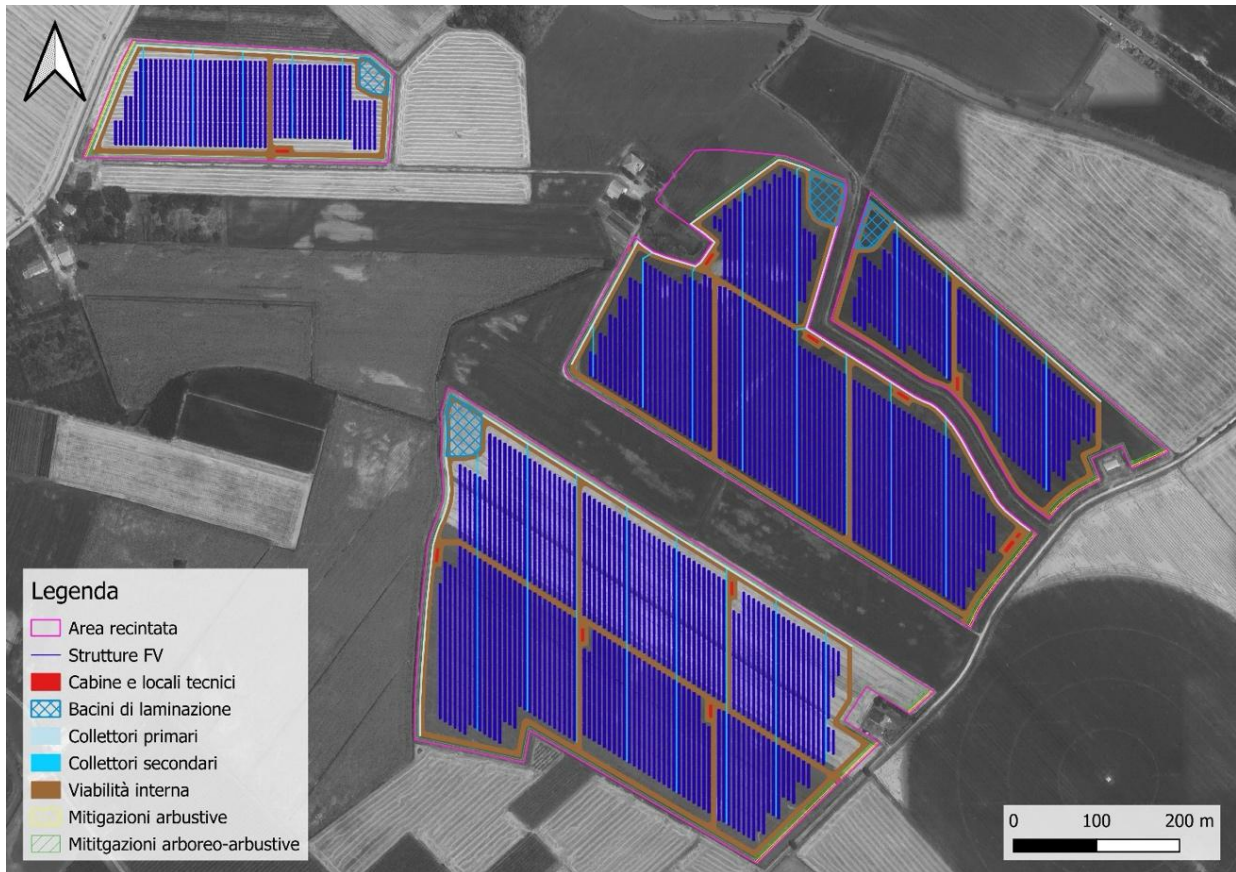 Legenda
Area recintata
Strutture FV
Cabine e locali tecnici
Bacini di laminazione
Collettori primari
Collettori secondari
Viabilità interna
Mitigazioni arbustive
Mititgazioni arboreo-arbustive
0 100 200 m